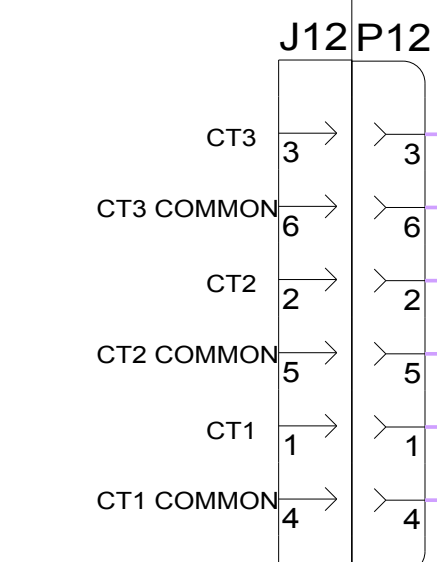 J12 P12
CT3 3 3
CT3 COMMON 6 6
CT2 2 2
CT2 COMMON 5 5
CT1 1 1
CT1 COMMON 4 4